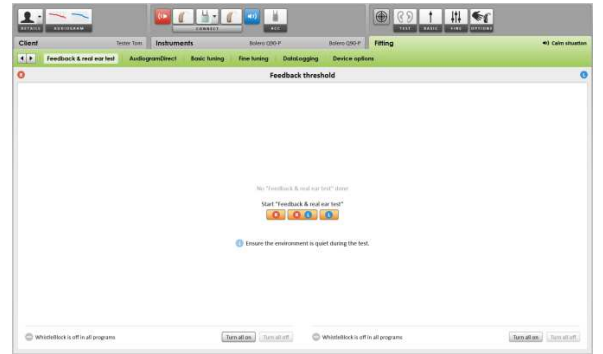 DETAILS AUDIOGRAM CONNECT ACC TEST BASIC FINE OPTIONS
Client Tester Tom Instruments Bolero Q90-P Bolero Q90-P Fitting Calm situation
Feedback & real ear test AudiogramDirect Basic tuning Fine tuning DataLogging Device options
Feedback threshold
No "Feedback & real ear test" done
Start "Feedback & real ear test"
Ensure the environment is quiet during the test.
WhistleBlock is off in all programs Turn all on Turn all off WhistleBlock is off in all programs Turn all on Turn all off